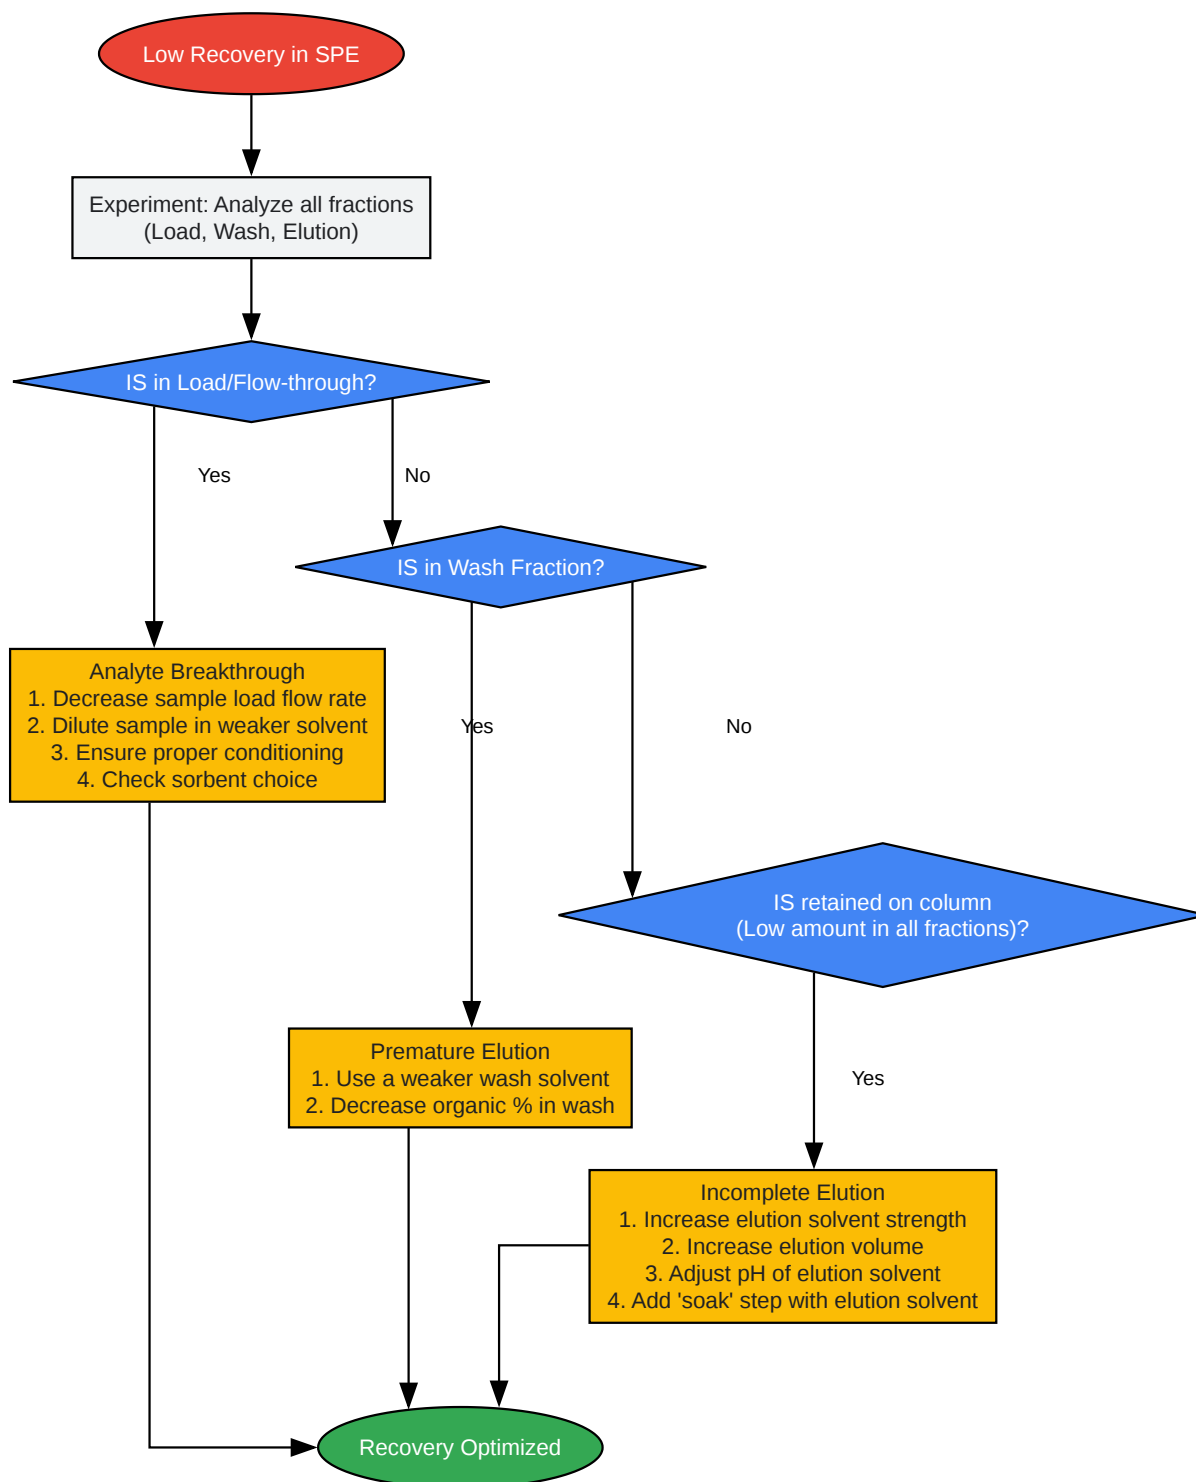 Low Recovery in SPE
Experiment: Analyze all fractions
(Load, Wash, Elution)
IS in Load/Flow-through?
Yes
No
IS in Wash Fraction?
Analyte Breakthrough
1. Decrease sample load flow rate
2. Dilute sample in weaker solvent
3. Ensure proper conditioning
4. Check sorbent choice
Yes
No
IS retained on column
(Low amount in all fractions)?
Premature Elution
1. Use a weaker wash solvent
2. Decrease organic % in wash
Yes
Incomplete Elution
1. Increase elution solvent strength
2. Increase elution volume
3. Adjust pH of elution solvent
4. Add 'soak' step with elution solvent
Recovery Optimized